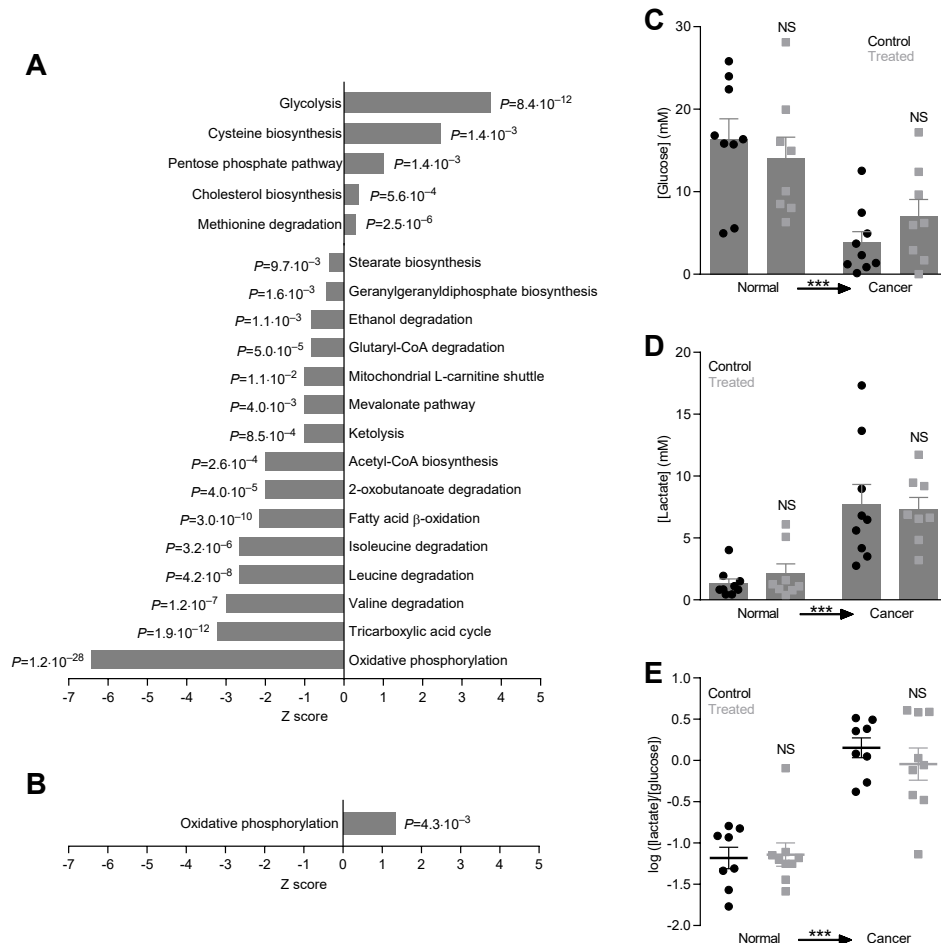 A
Glycolysis
P=8.4·10⁻¹²
Cysteine biosynthesis
P=1.4·10⁻³
Pentose phosphate pathway
P=1.4·10⁻³
Cholesterol biosynthesis
P=5.6·10⁻⁴
Methionine degradation
P=2.5·10⁻⁶
P=9.7·10⁻³ Stearate biosynthesis
P=1.6·10⁻³ Geranylgeranyldiphosphate biosynthesis
P=1.1·10⁻³ Ethanol degradation
P=5.0·10⁻⁵ Glutaryl-CoA degradation
P=1.1·10⁻² Mitochondrial L-carnitine shuttle
P=4.0·10⁻³ Mevalonate pathway
P=8.5·10⁻⁴ Ketolysis
P=2.6·10⁻⁴ Acetyl-CoA biosynthesis
P=4.0·10⁻⁵ 2-oxobutanoate degradation
P=3.0·10⁻¹⁰ Fatty acid β-oxidation
P=3.2·10⁻⁶ Isoleucine degradation
P=4.2·10⁻⁸ Leucine degradation
P=1.2·10⁻⁷ Valine degradation
P=1.9·10⁻¹² Tricarboxylic acid cycle
P=1.2·10⁻²⁸ Oxidative phosphorylation
-7 -6 -5 -4 -3 -2 -1 0 1 2 3 4 5
Z score
B
Oxidative phosphorylation
P=4.3·10⁻³
-7 -6 -5 -4 -3 -2 -1 0 1 2 3 4 5
Z score
C
[Glucose] (mM)
30
20
10
0
Control
Treated
NS
NS
Normal *** Cancer
D
[Lactate] (mM)
20
15
10
5
0
Control
Treated
NS
NS
Normal *** Cancer
E
log ([lactate]/[glucose])
1.0
0.5
0.0
-0.5
-1.0
-1.5
-2.0
Control
Treated
NS
NS
Normal *** Cancer